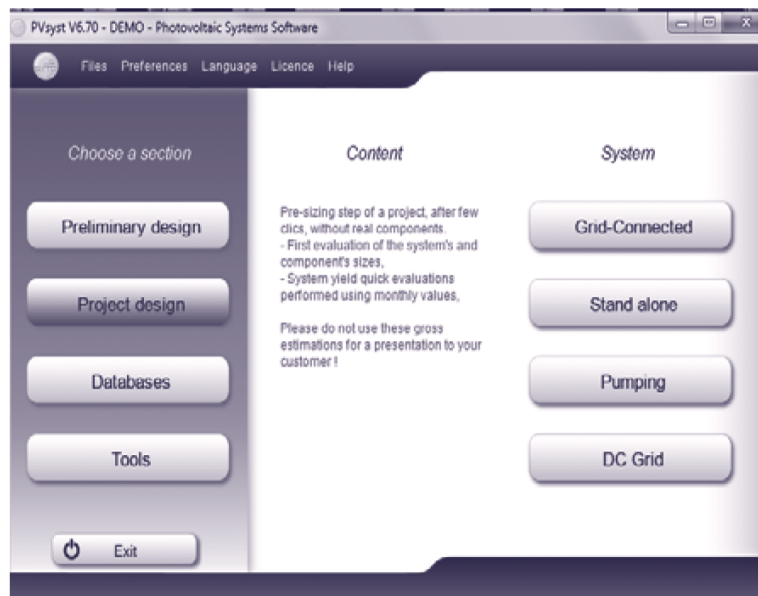 PVsyst V6.70 - DEMO - Photovoltaic Systems Software
Files Preferences Language Licence Help
Choose a section
Preliminary design
Project design
Databases
Tools
Exit
Content
Pre-sizing step of a project, after few
clics, without real components.
- First evaluation of the system's and
component's sizes,
- System yield quick evaluations
performed using monthly values,
Please do not use these gross
estimations for a presentation to your
customer !
System
Grid-Connected
Stand alone
Pumping
DC Grid